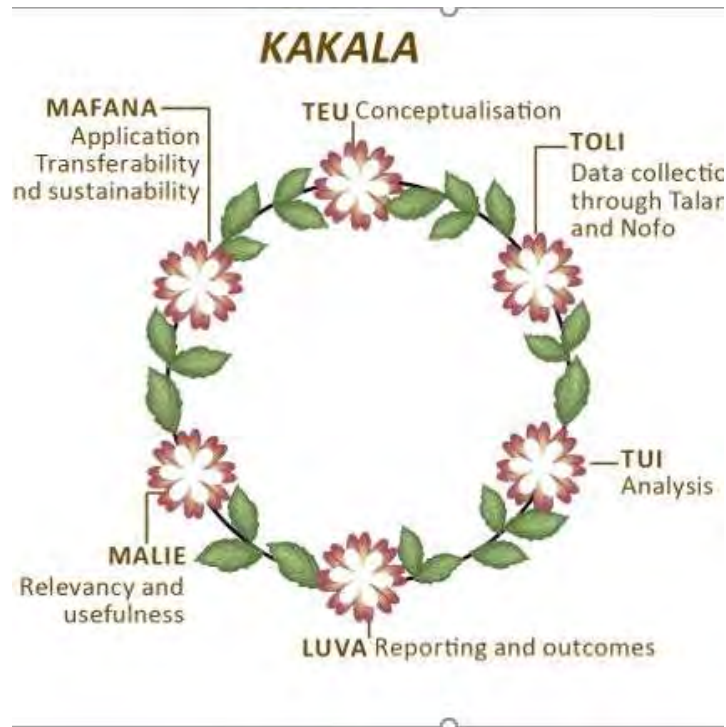 KAKALA
TEU Conceptualisation
TOLI
Data collectio
through Talan
and Nofo
TUI
Analysis
LUVA Reporting and outcomes
MALIE
Relevancy and
usefulness
MAFANA
Application
Transferability
nd sustainability